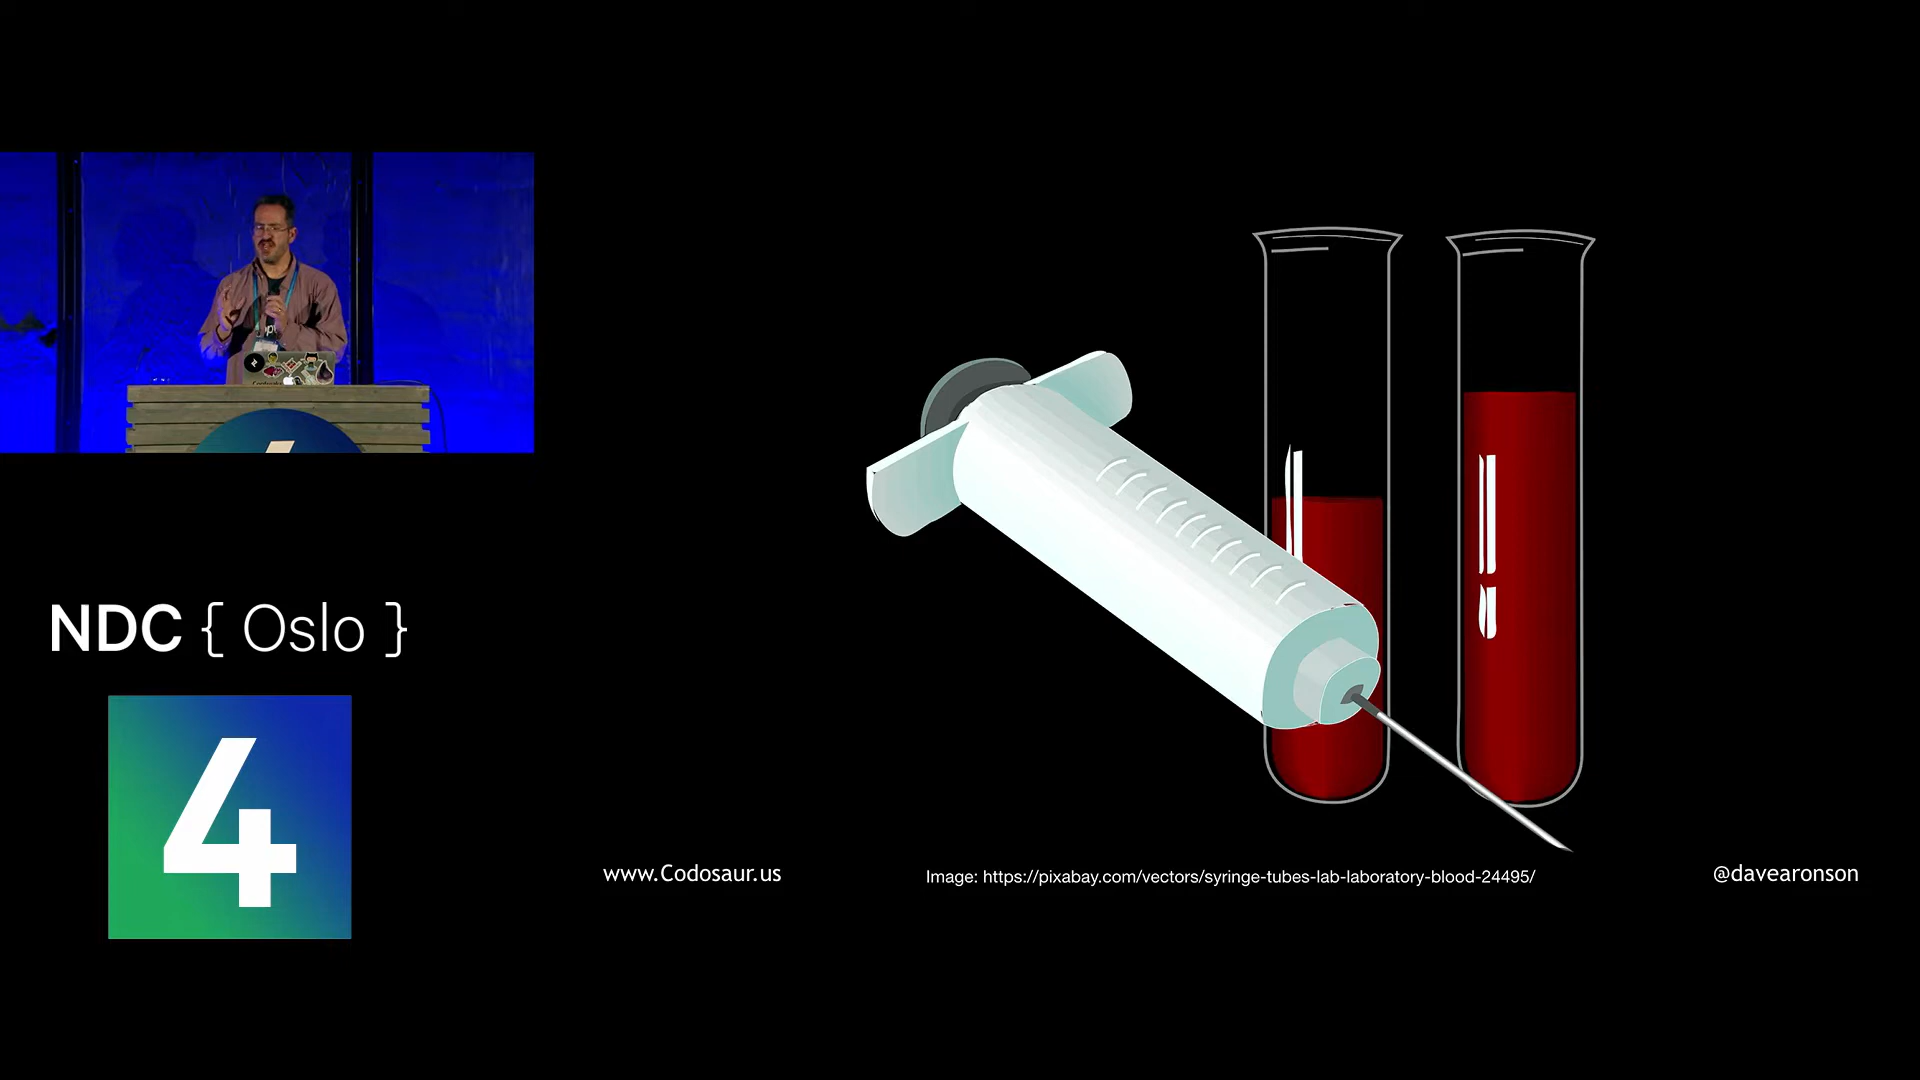 NDC { Oslo }
4
www.Codosaur.us
Image: https://pixabay.com/vectors/syringe-tubes-lab-laboratory-blood-24495/
@davearonson